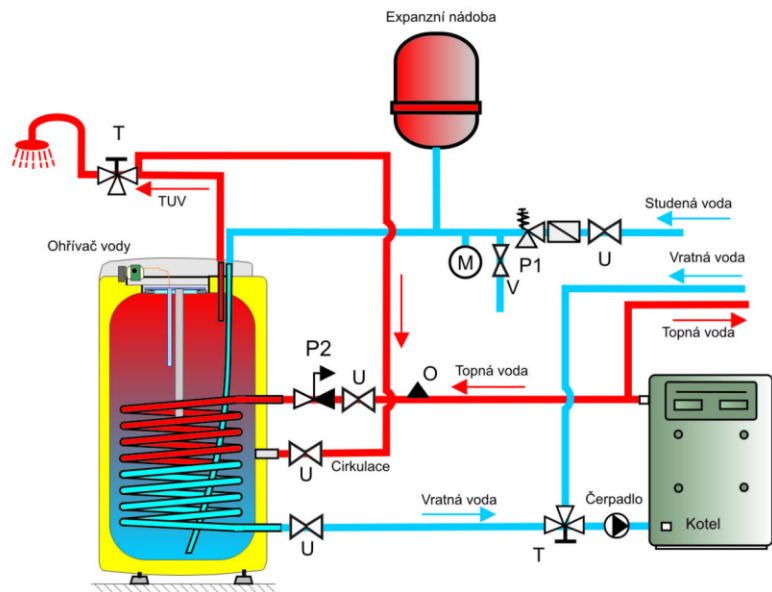 Expanzní nádoba
T
TUV
Studená voda
Ohřívač vody
M
V
P1
U
Vratná voda
Topná voda
P2
U
O
Topná voda
U
Cirkulace
Vratná voda
Čerpadlo
U
T
Kotel